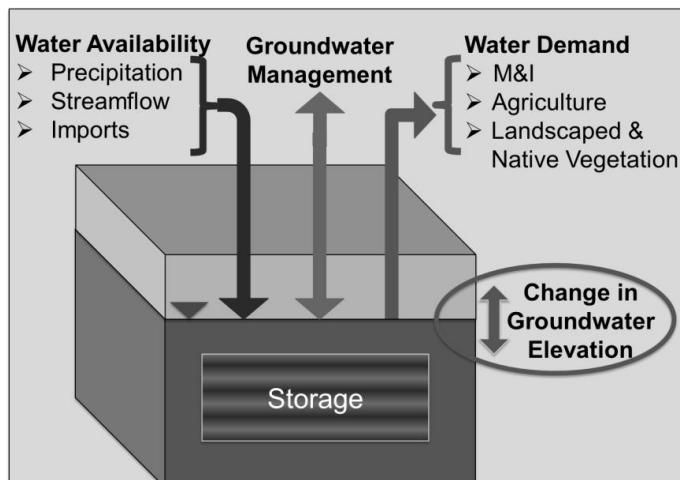 Water Availability
➢ Precipitation
➢ Streamflow
➢ Imports
Groundwater
Management
Water Demand
➢ M&I
➢ Agriculture
➢ Landscaped &
Native Vegetation
Change in
Groundwater
Elevation
Storage